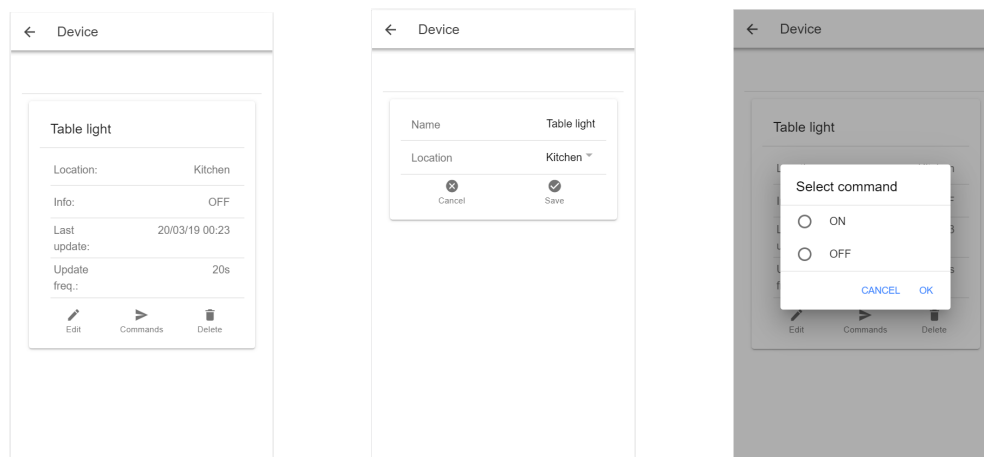 Device
Table light
Location: Kitchen
Info: OFF
Last update: 20/03/19 00:23
Update freq.: 20s
Edit Commands Delete
Device
Name Table light
Location Kitchen
Cancel Save
Device
Table light
Select command
ON
OFF
CANCEL OK
Edit Commands Delete